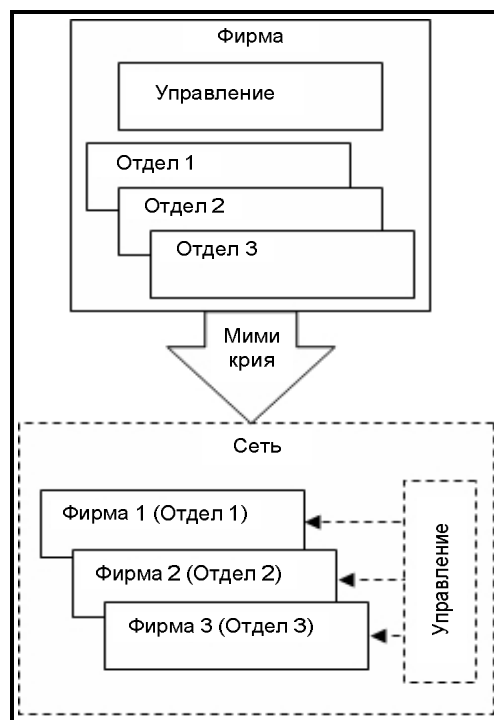 Фирма
Управление
Отдел 1
Отдел 2
Отдел 3
Мими
крия
Сеть
Фирма 1 (Отдел 1)
Фирма 2 (Отдел 2)
Фирма 3 (Отдел 3)
Управление